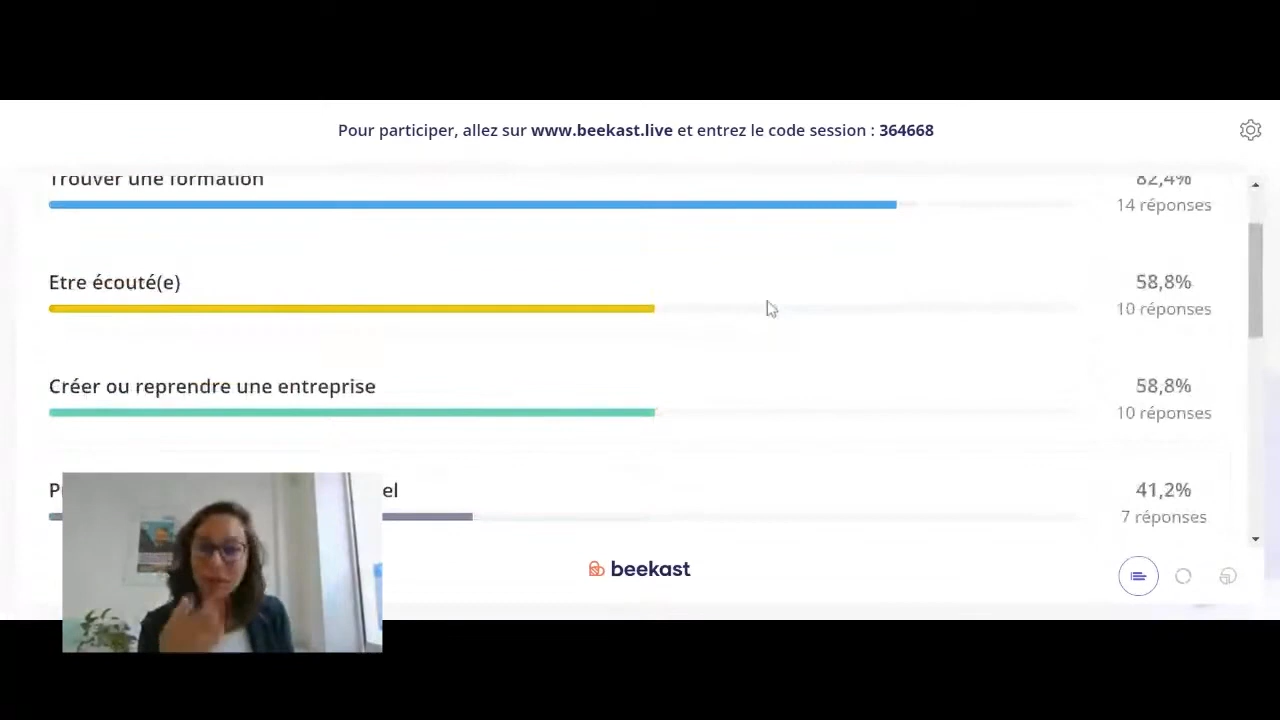 Pour participer, allez sur www.beekast.live et entrez le code session : 364668
Trouver une formation
82,4%
14 réponses
Etre écouté(e)
58,8%
10 réponses
Créer ou reprendre une entreprise
58,8%
10 réponses
41,2%
7 réponses
beekast